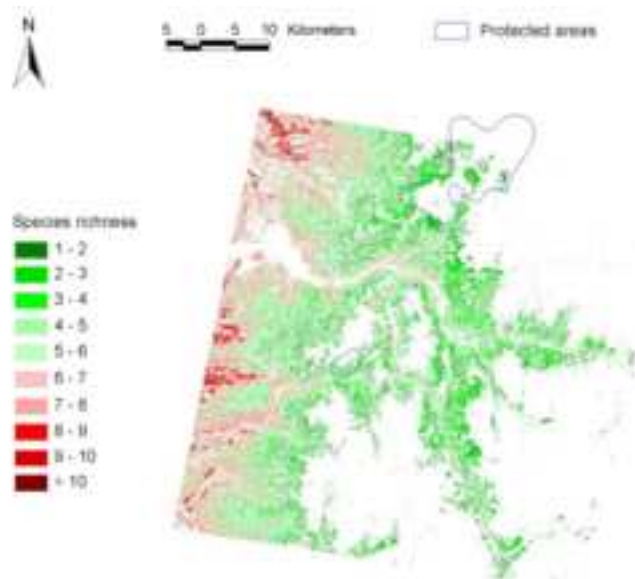 N
5 0 5 10 Kilometers
Protected areas
Species richness
1 - 2
2 - 3
3 - 4
4 - 5
5 - 6
6 - 7
7 - 8
8 - 9
9 - 10
> 10